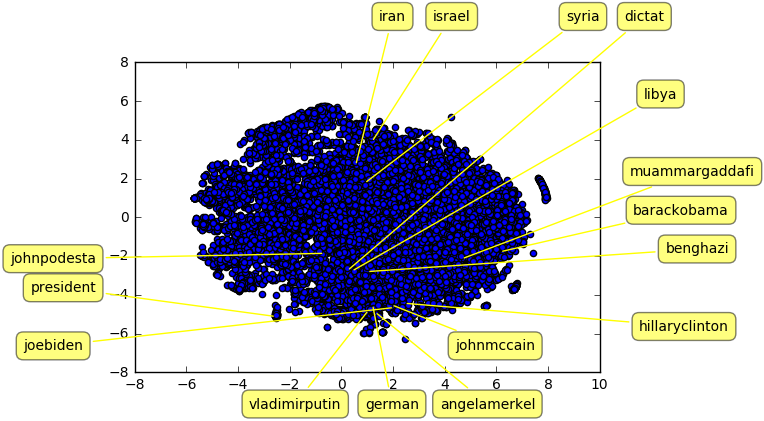 iran israel syria dictat
8
libya
6
4
muammargaddafi
2
barackobama
0
benghazi
johnpodesta
−2
president
−4
hillaryclinton
joebiden
johnmccain
−6
−8
−8 −6 −4 −2 0 2 4 6 8 10
vladimirputin german angelamerkel